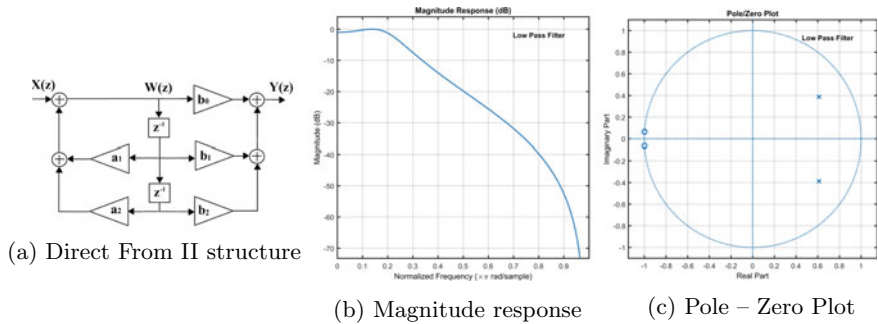 X(z)
W(z)
Y(z)
b₀
z⁻¹
a₁
b₁
z⁻¹
a₂
b₂
(a) Direct From II structure
Magnitude Response (dB)
Low Pass Filter
Magnitude (dB)
0
-10
-20
-30
-40
-50
-60
-70
0 0.1 0.2 0.3 0.4 0.5 0.6 0.7 0.8 0.9
Normalized Frequency (×π rad/sample)
(b) Magnitude response
Pole/Zero Plot
Low Pass Filter
Imaginary Part
1
0.8
0.6
0.4
0.2
0
-0.2
-0.4
-0.6
-0.8
-1
-1 -0.8 -0.6 -0.4 -0.2 0 0.2 0.4 0.6 0.8 1
Real Part
(c) Pole – Zero Plot